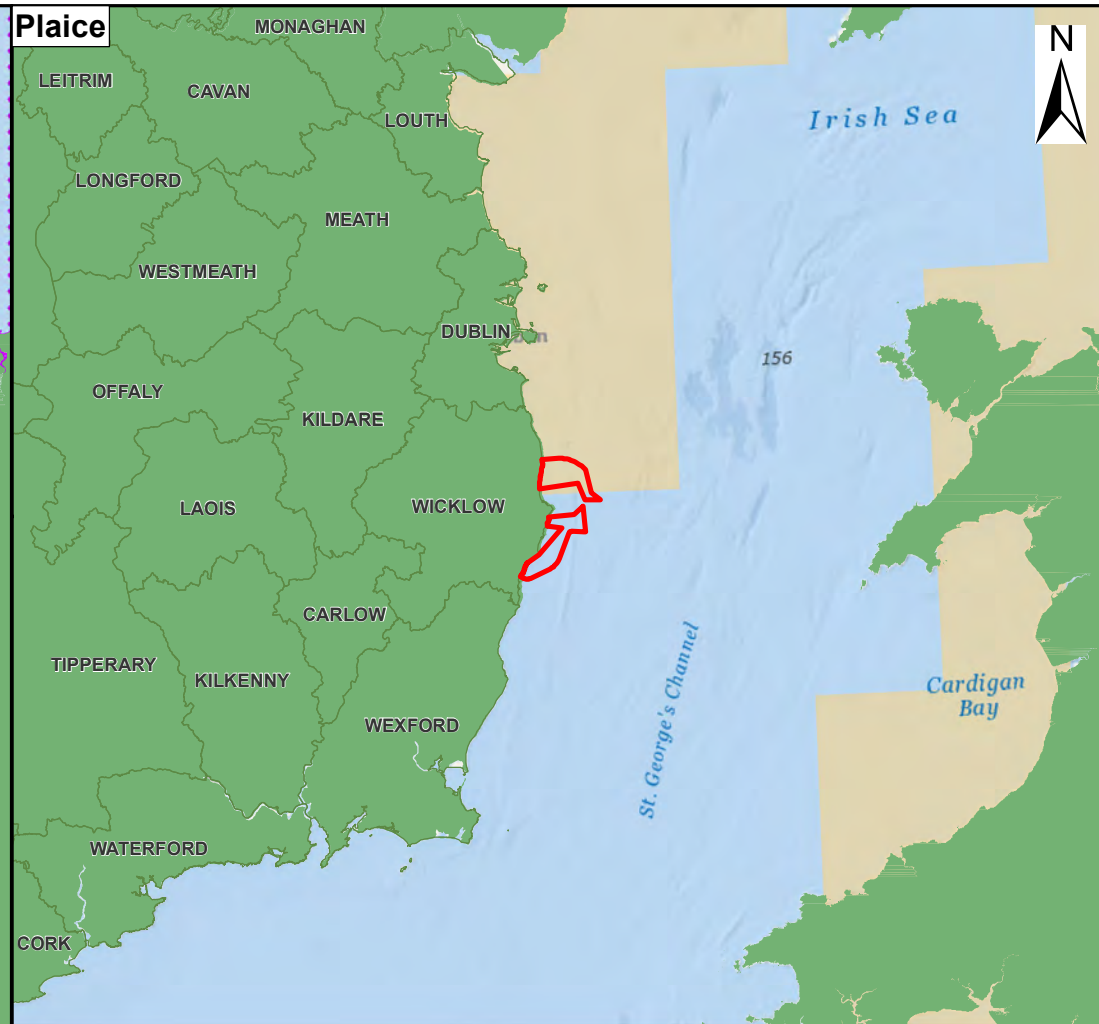 Plaice
N
MONAGHAN
LEITRIM
CAVAN
LOUTH
Irish Sea
LONGFORD
MEATH
WESTMEATH
DUBLIN
156
OFFALY
KILDARE
LAOIS
WICKLOW
CARLOW
TIPPERARY
KILKENNY
St. George's Channel
Cardigan
Bay
WEXFORD
WATERFORD
CORK